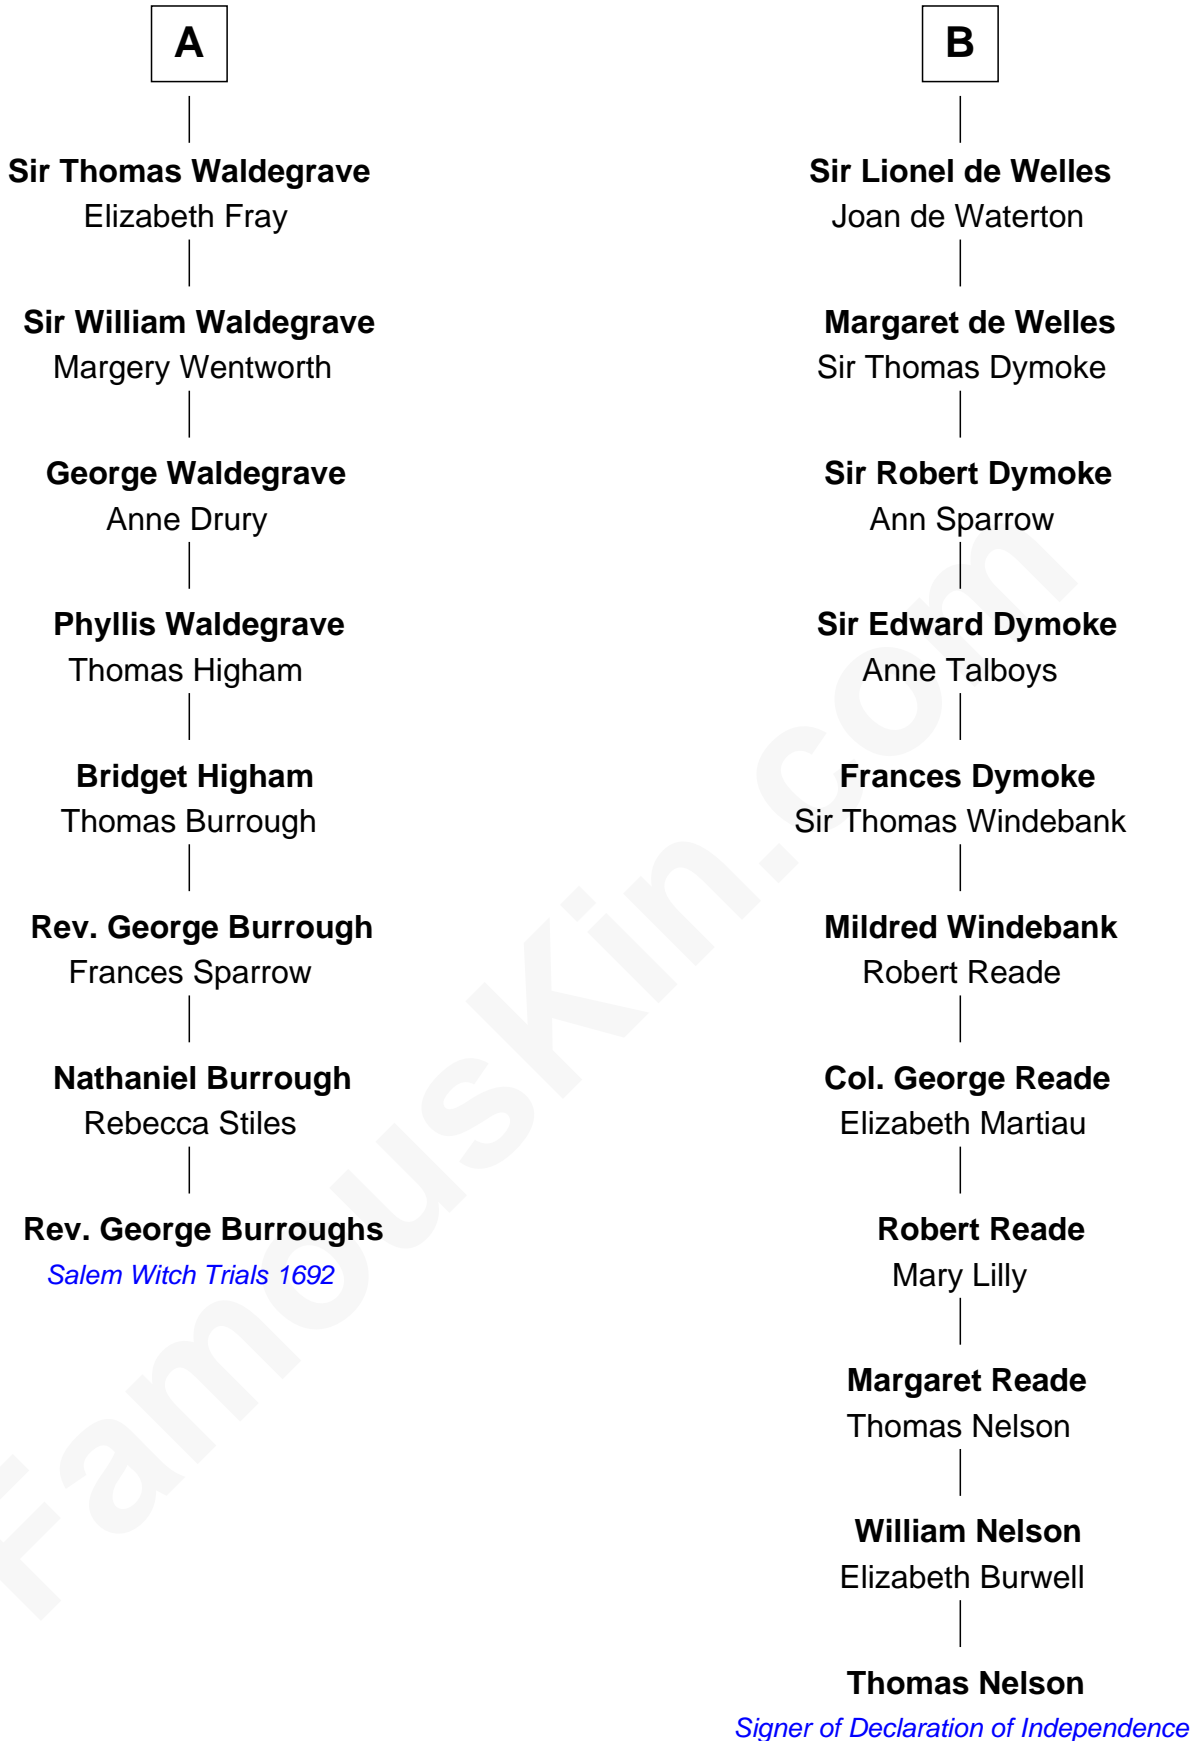 A
Sir Thomas Waldegrave
Elizabeth Fray
Sir William Waldegrave
Margery Wentworth
George Waldegrave
Anne Drury
Phyllis Waldegrave
Thomas Higham
Bridget Higham
Thomas Burrough
Rev. George Burrough
Frances Sparrow
Nathaniel Burrough
Rebecca Stiles
Rev. George Burroughs
Salem Witch Trials 1692
B
Sir Lionel de Welles
Joan de Waterton
Margaret de Welles
Sir Thomas Dymoke
Sir Robert Dymoke
Ann Sparrow
Sir Edward Dymoke
Anne Talboys
Frances Dymoke
Sir Thomas Windebank
Mildred Windebank
Robert Reade
Col. George Reade
Elizabeth Martiau
Robert Reade
Mary Lilly
Margaret Reade
Thomas Nelson
William Nelson
Elizabeth Burwell
Thomas Nelson
Signer of Declaration of Independence
FamousKin.com